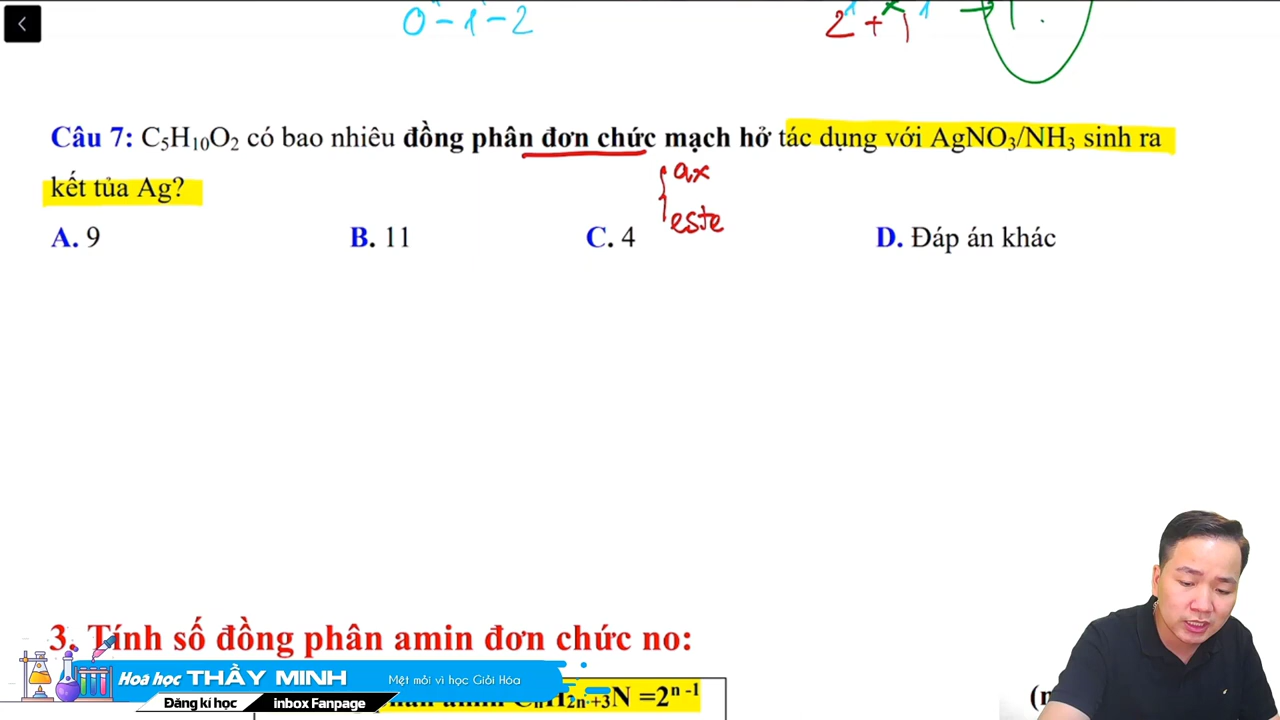 0 - 1 - 2
2 + 1
Câu 7: C₅H₁₀O₂ có bao nhiêu đồng phân đơn chức mạch hở tác dụng với AgNO₃/NH₃ sinh ra
kết tủa Ag?
ax
este
A. 9 B. 11 C. 4 D. Đáp án khác
3. Tính số đồng phân amin đơn chức no:
Hoá học THẦY MINH Mệt mỏi vì học Giỏi Hóa
Đăng kí học inbox Fanpage
amin CₙH₂ₙ₊₃N =2ⁿ ⁻¹